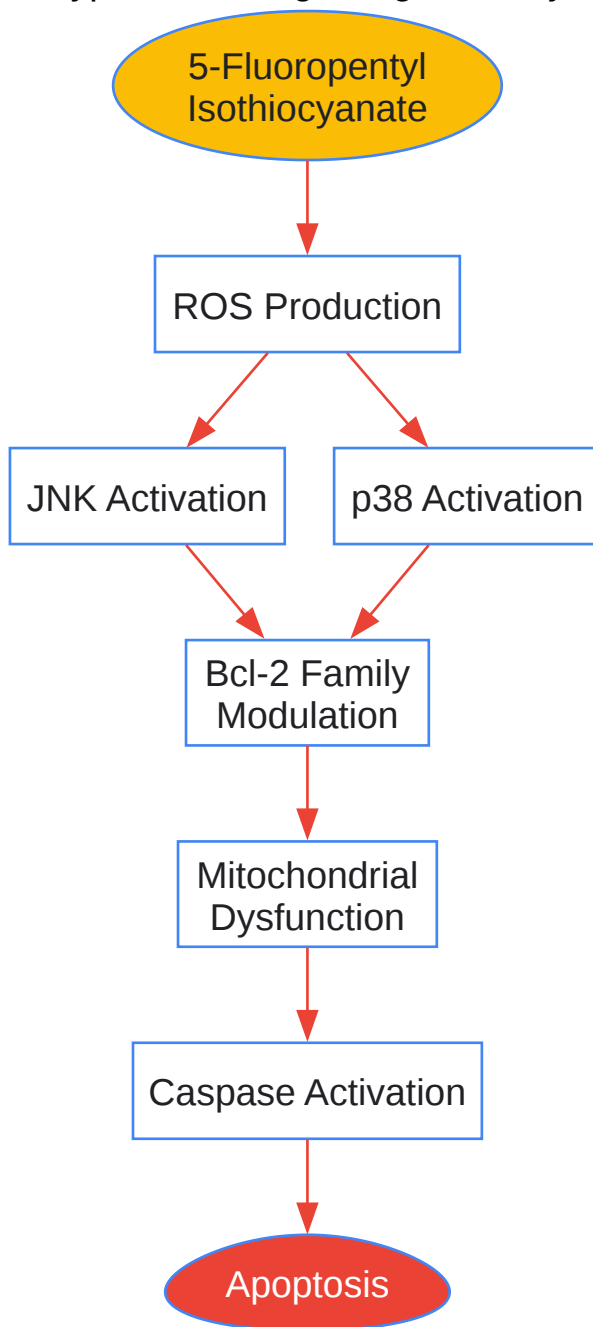 5-Fluoropentyl
Isothiocyanate
ROS Production
JNK Activation
p38 Activation
Bcl-2 Family
Modulation
Mitochondrial
Dysfunction
Caspase Activation
Apoptosis